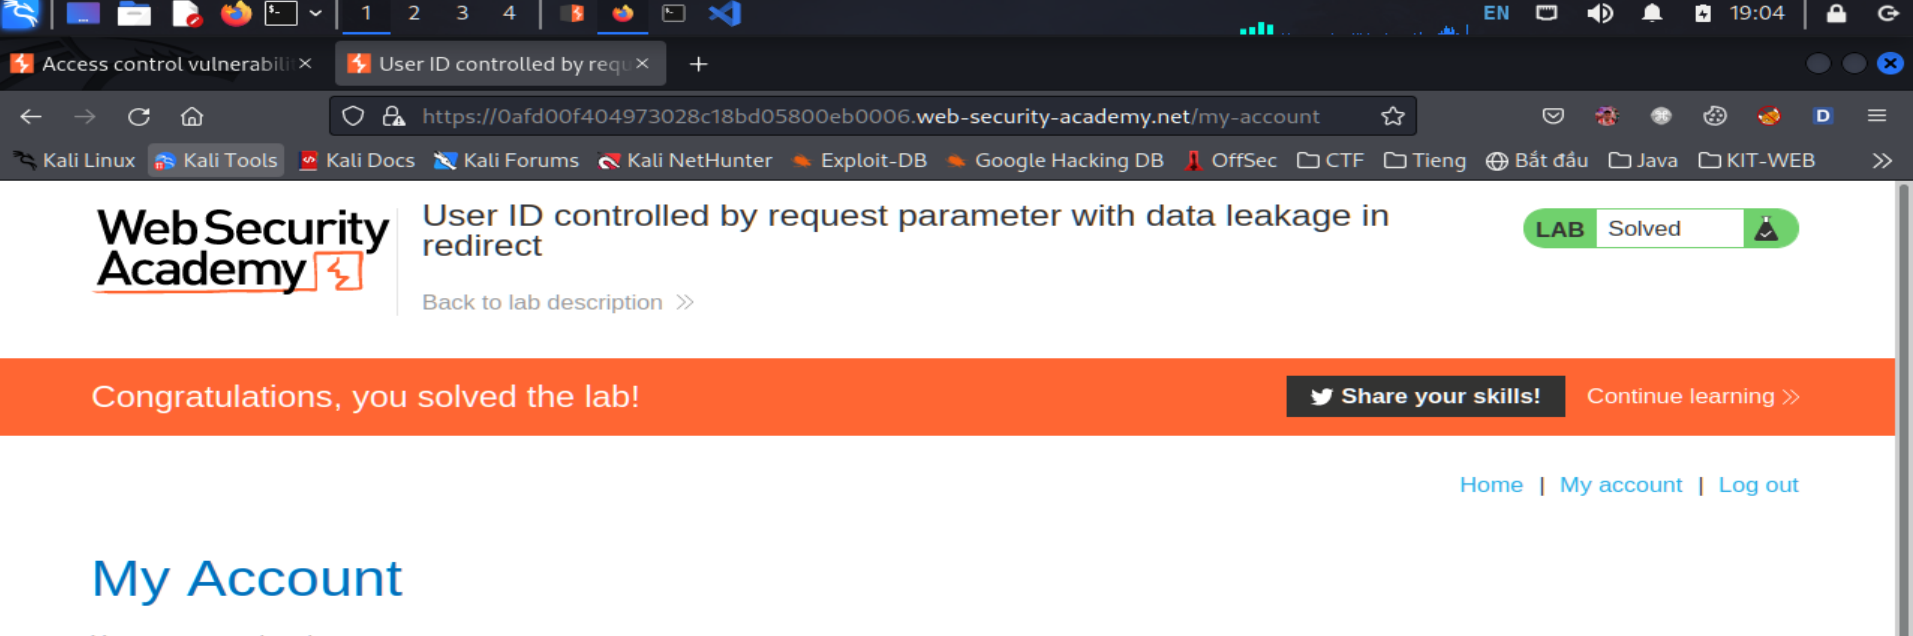 1 2 3 4 EN 19:04
Access control vulnerabili User ID controlled by requ
https://0afd00f404973028c18bd05800eb0006.web-security-academy.net/my-account
Kali Linux Kali Tools Kali Docs Kali Forums Kali NetHunter Exploit-DB Google Hacking DB OffSec CTF Tieng Bắt đầu Java KIT-WEB
Web Security
Academy
User ID controlled by request parameter with data leakage in
redirect
LAB Solved
Back to lab description
Congratulations, you solved the lab! Share your skills! Continue learning
Home | My account | Log out
My Account